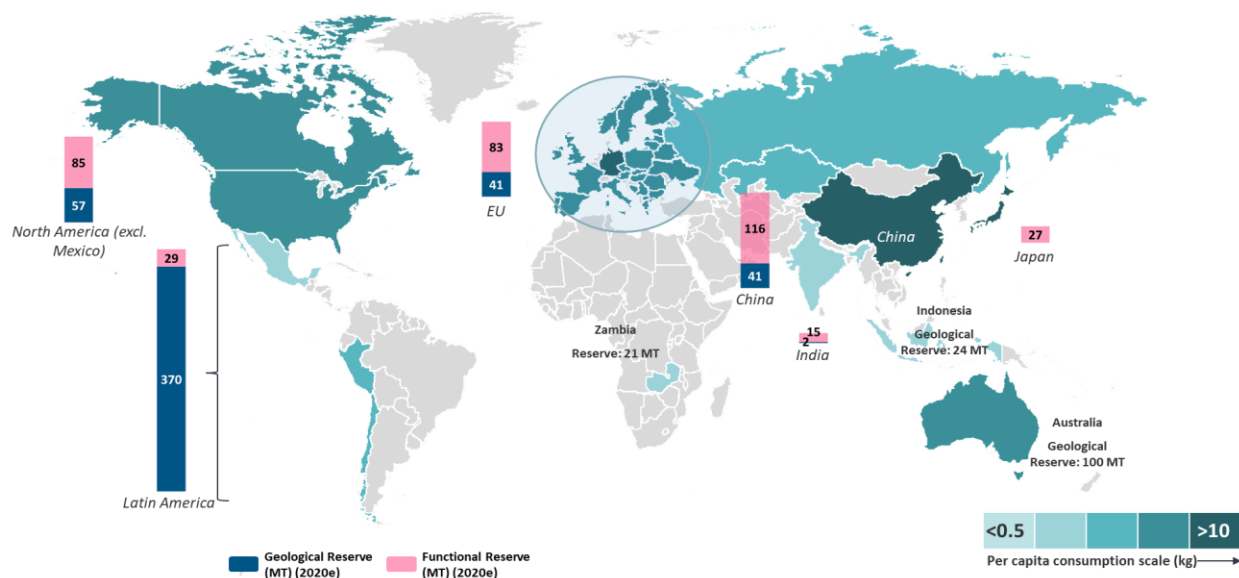 85
57
North America (excl.
Mexico)
29
370
Latin America
83
41
EU
116
41
China
China
27
Japan
15
2
India
Zambia
Reserve: 21 MT
Indonesia
Geological
Reserve: 24 MT
Australia
Geological
Reserve: 100 MT
Geological Reserve
(MT) (2020e)
Functional Reserve
(MT) (2020e)
<0.5
>10
Per capita consumption scale (kg)